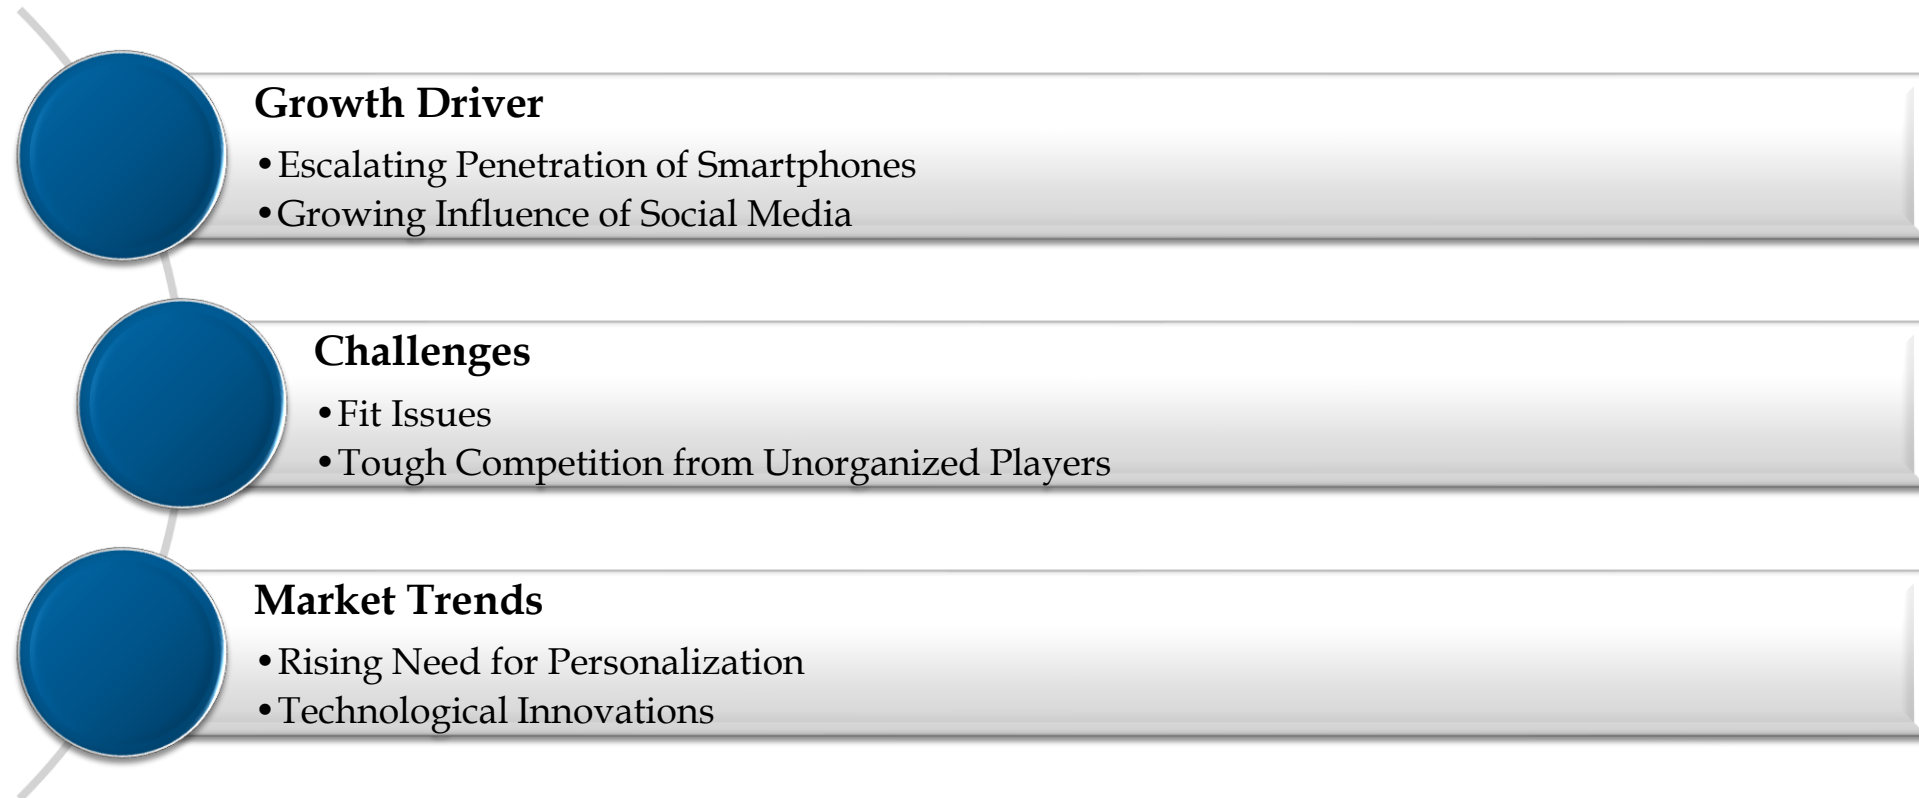 Growth Driver
•Escalating Penetration of Smartphones
•Growing Influence of Social Media
Challenges
•Fit Issues
•Tough Competition from Unorganized Players
Market Trends
•Rising Need for Personalization
•Technological Innovations